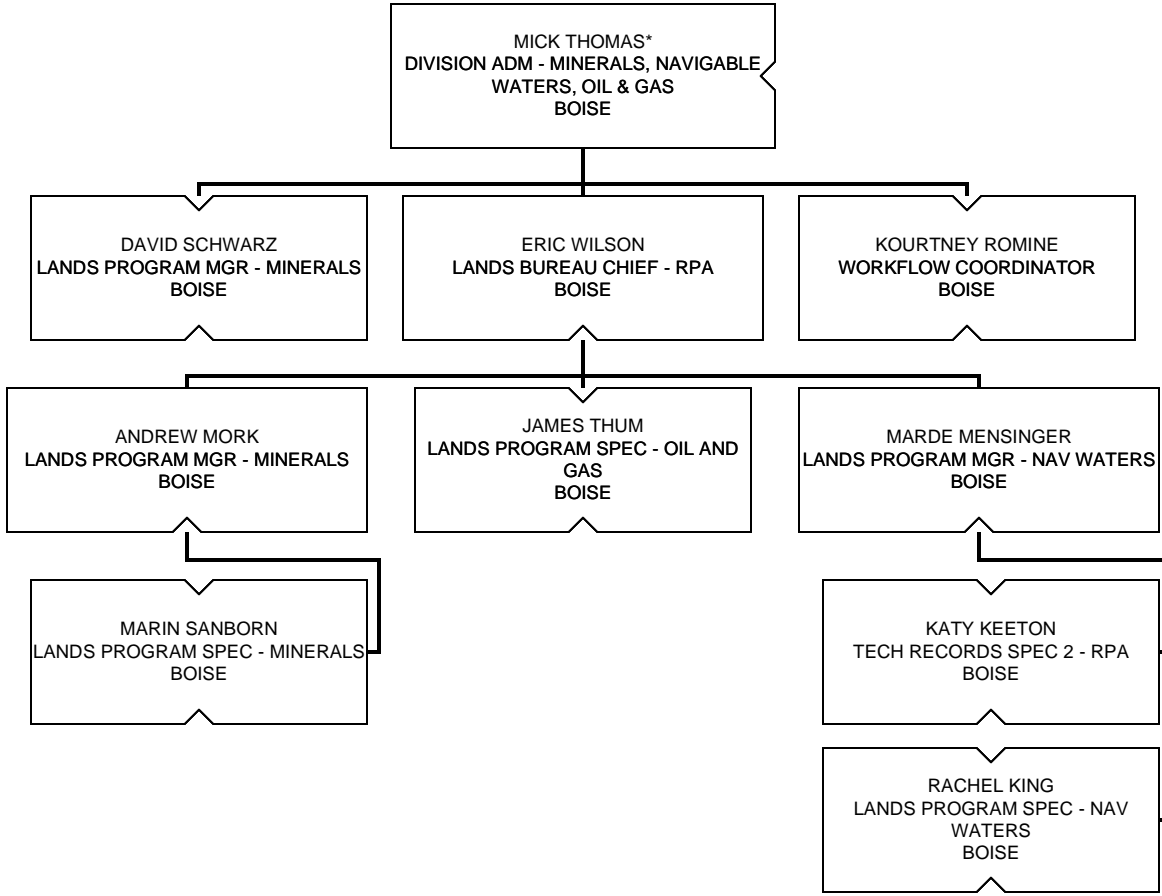 MICK THOMAS*
DIVISION ADM - MINERALS, NAVIGABLE
WATERS, OIL & GAS
BOISE
DAVID SCHWARZ
LANDS PROGRAM MGR - MINERALS
BOISE
ERIC WILSON
LANDS BUREAU CHIEF - RPA
BOISE
KOURTNEY ROMINE
WORKFLOW COORDINATOR
BOISE
ANDREW MORK
LANDS PROGRAM MGR - MINERALS
BOISE
JAMES THUM
LANDS PROGRAM SPEC - OIL AND
GAS
BOISE
MARDE MENSINGER
LANDS PROGRAM MGR - NAV WATERS
BOISE
MARIN SANBORN
LANDS PROGRAM SPEC - MINERALS
BOISE
KATY KEETON
TECH RECORDS SPEC 2 - RPA
BOISE
RACHEL KING
LANDS PROGRAM SPEC - NAV
WATERS
BOISE